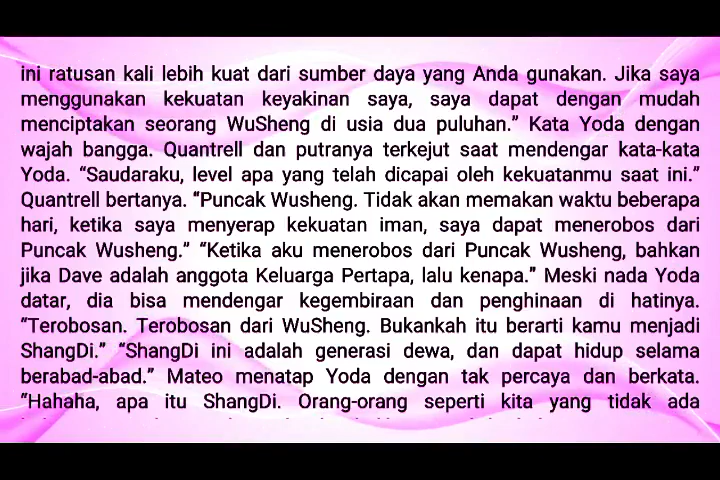 ini ratusan kali lebih kuat dari sumber daya yang Anda gunakan. Jika saya
menggunakan kekuatan keyakinan saya, saya dapat dengan mudah
menciptakan seorang WuSheng di usia dua puluhan.” Kata Yoda dengan
wajah bangga. Quantrell dan putranya terkejut saat mendengar kata-kata
Yoda. “Saudaraku, level apa yang telah dicapai oleh kekuatanmu saat ini.”
Quantrell bertanya. “Puncak Wusheng. Tidak akan memakan waktu beberapa
hari, ketika saya menyerap kekuatan iman, saya dapat menerobos dari
Puncak Wusheng.” “Ketika aku menerobos dari Puncak Wusheng, bahkan
jika Dave adalah anggota Keluarga Pertapa, lalu kenapa.” Meski nada Yoda
datar, dia bisa mendengar kegembiraan dan penghinaan di hatinya.
“Terobosan. Terobosan dari WuSheng. Bukankah itu berarti kamu menjadi
ShangDi.” “ShangDi ini adalah generasi dewa, dan dapat hidup selama
berabad-abad.” Mateo menatap Yoda dengan tak percaya dan berkata.
“Hahaha, apa itu ShangDi. Orang-orang seperti kita yang tidak ada